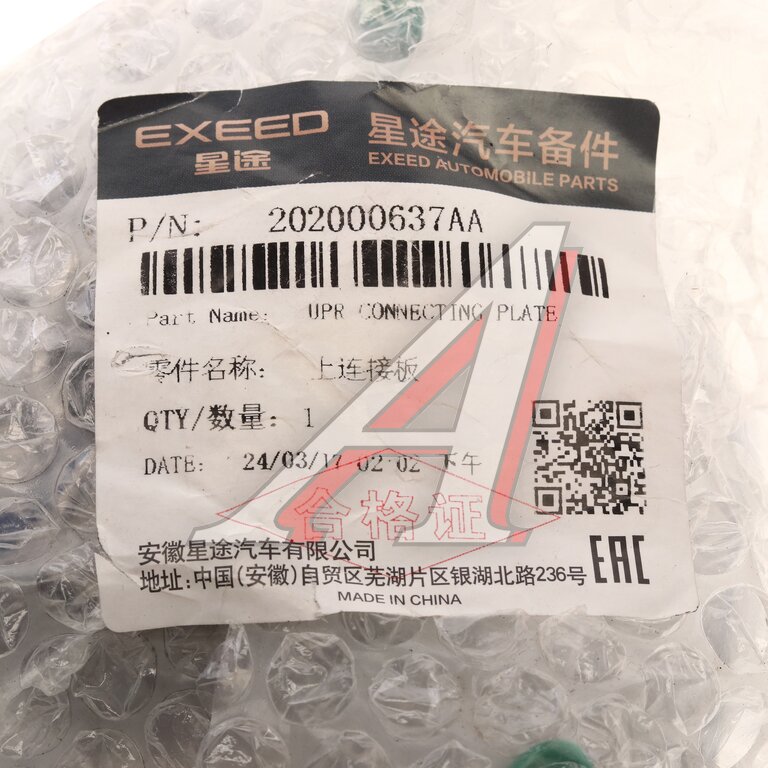 EXEED 星途汽车备件
星途 EXEED AUTOMOBILE PARTS
P/N: 202000637AA
Part Name: UPR CONNECTING PLATE
零件名称: 上连接板
QTY/数量: 1
DATE: 24/03/17 02:02 下午
合格证
安徽星途汽车有限公司
地址:中国(安徽)自贸区芜湖片区银湖北路236号
EAC
MADE IN CHINA